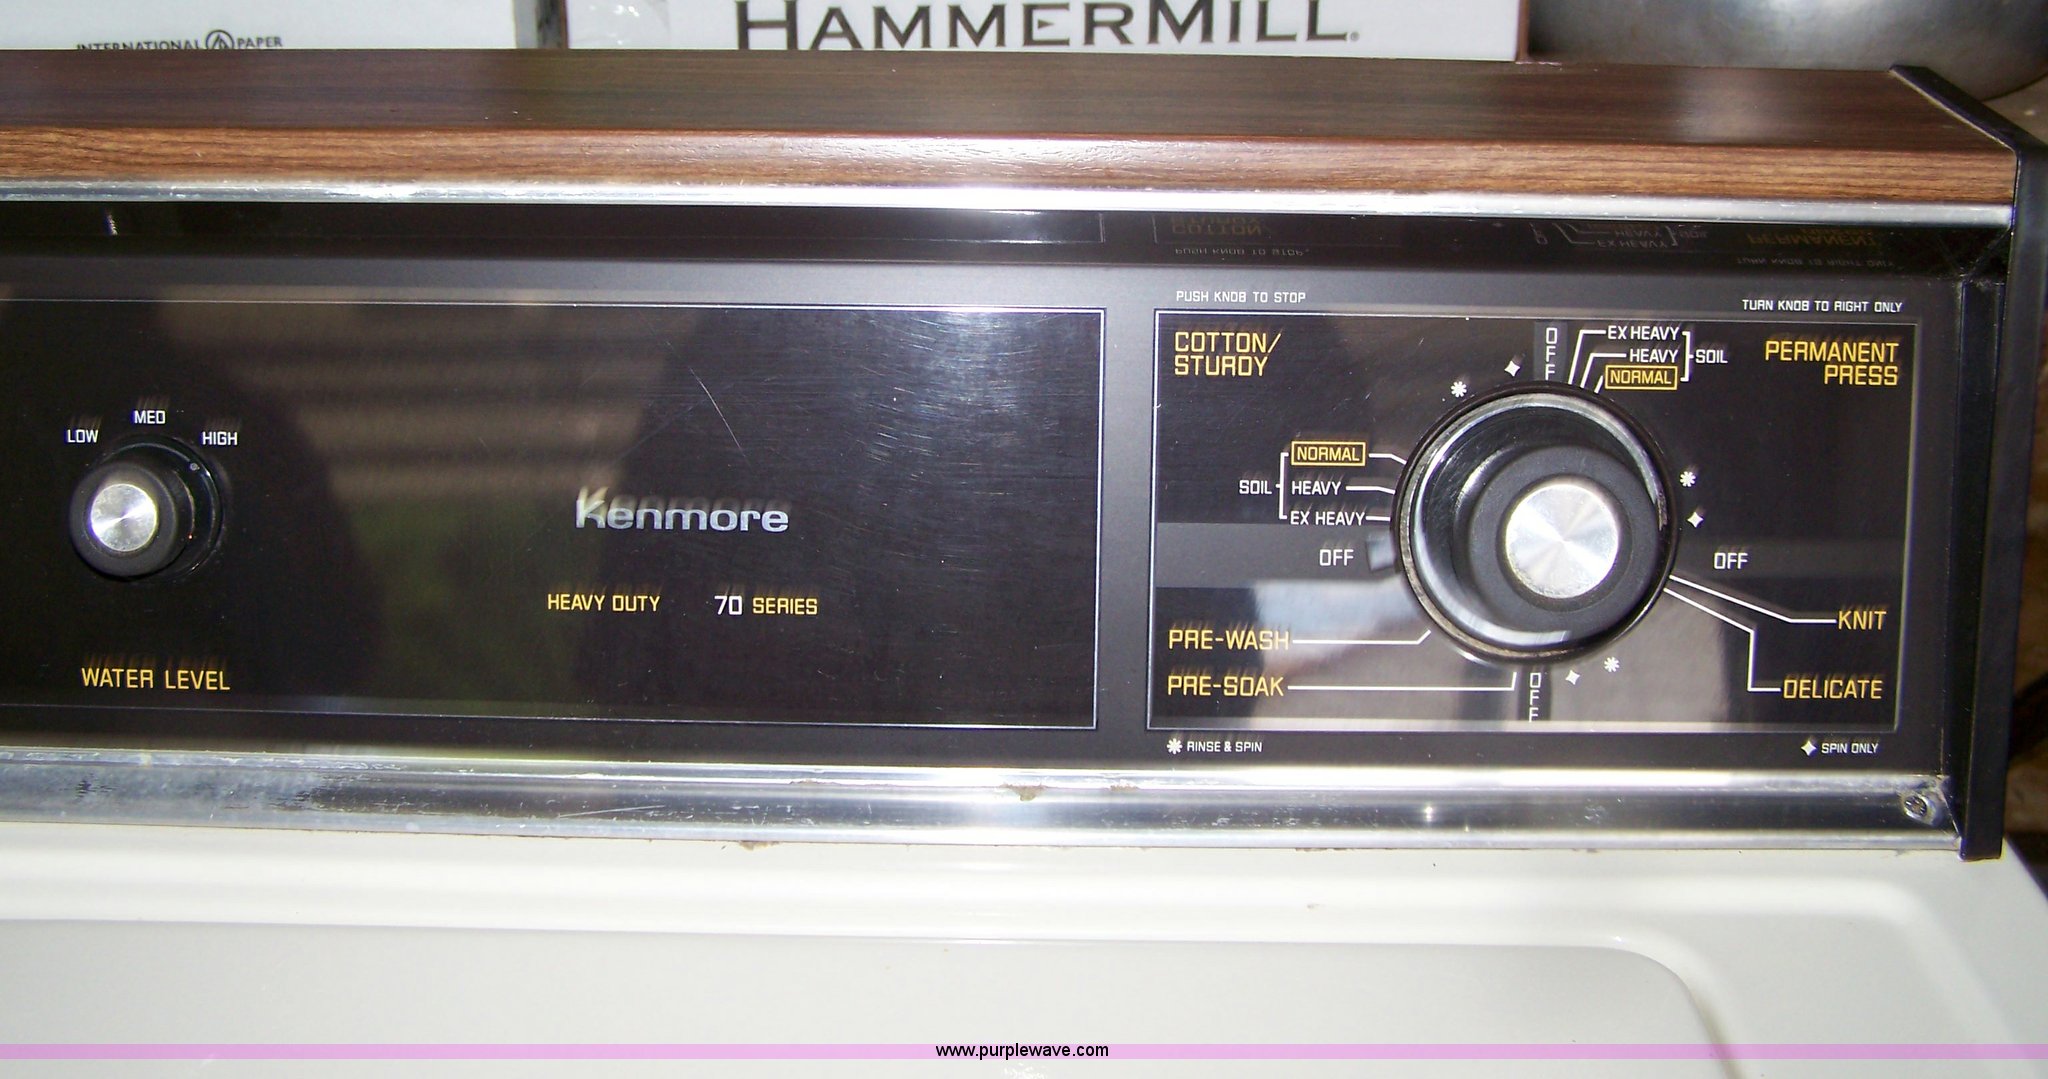 INTERNATIONAL PAPER
HAMMERMILL
PUSH KNOB TO STOP
TURN KNOB TO RIGHT ONLY
COTTON/
STURDY
OFF
EX HEAVY
HEAVY
SOIL
NORMAL
PERMANENT
PRESS
LOW
MED
HIGH
NORMAL
SOIL
HEAVY
EX HEAVY
Kenmore
OFF
OFF
HEAVY DUTY 70 SERIES
KNIT
PRE-WASH
WATER LEVEL
PRE-SOAK
OFF
DELICATE
RINSE & SPIN
SPIN ONLY
www.purplewave.com